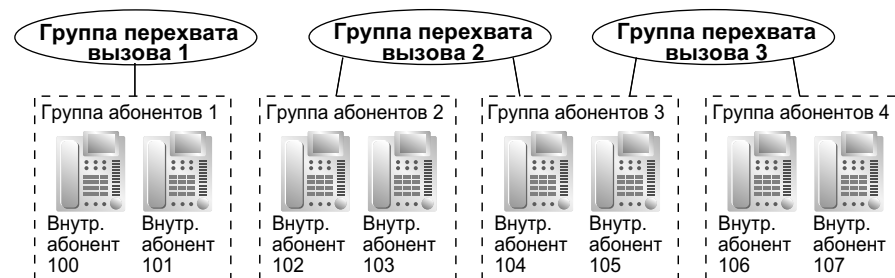 Группа перехвата
вызова 1
Группа перехвата
вызова 2
Группа перехвата
вызова 3
Группа абонентов 1
Группа абонентов 2
Группа абонентов 3
Группа абонентов 4
Внутр.
абонент
100
Внутр.
абонент
101
Внутр.
абонент
102
Внутр.
абонент
103
Внутр.
абонент
104
Внутр.
абонент
105
Внутр.
абонент
106
Внутр.
абонент
107